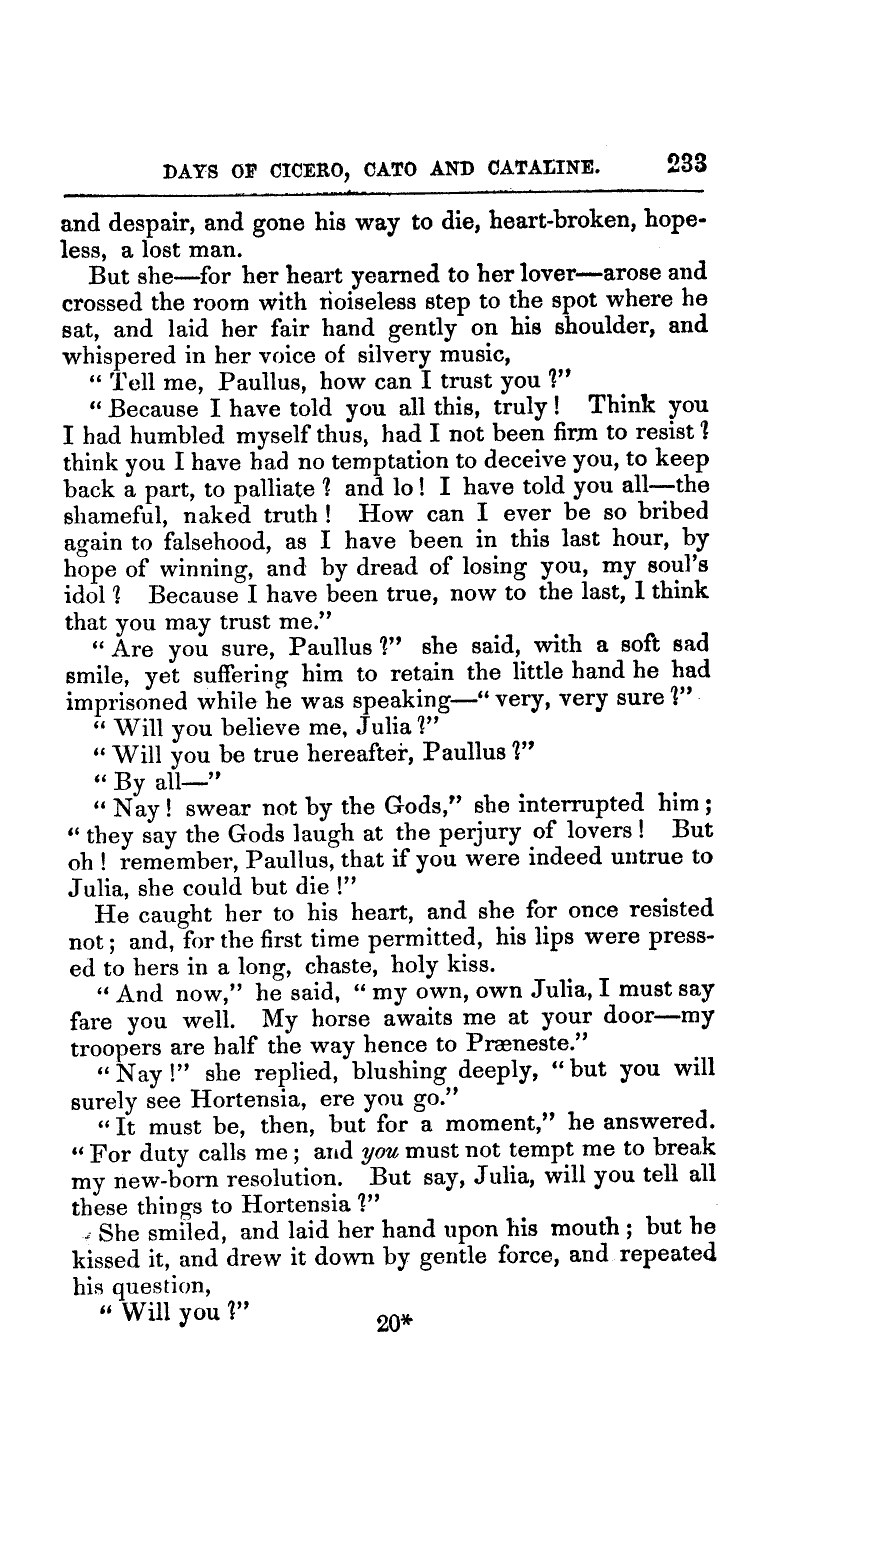 DAYS OF CICERO, CATO AND CATALINE. 233
and despair, and gone his way to die, heart-broken, hope-
less, a lost man.
But she—for her heart yearned to her lover—arose and
crossed the room with noiseless step to the spot where he
sat, and laid her fair hand gently on his shoulder, and
whispered in her voice of silvery music,
“ Tell me, Paullus, how can I trust you ?”
“ Because I have told you all this, truly ! Think you
I had humbled myself thus, had I not been firm to resist ?
think you I have had no temptation to deceive you, to keep
back a part, to palliate ? and lo ! I have told you all—the
shameful, naked truth ! How can I ever be so bribed
again to falsehood, as I have been in this last hour, by
hope of winning, and by dread of losing you, my soul’s
idol ? Because I have been true, now to the last, I think
that you may trust me.”
“ Are you sure, Paullus ?” she said, with a soft sad
smile, yet suffering him to retain the little hand he had
imprisoned while he was speaking—“ very, very sure ?”
“ Will you believe me, Julia ?”
“ Will you be true hereafter, Paullus ?”
“ By all—”
“ Nay ! swear not by the Gods,” she interrupted him ;
“ they say the Gods laugh at the perjury of lovers ! But
oh ! remember, Paullus, that if you were indeed untrue to
Julia, she could but die !”
He caught her to his heart, and she for once resisted
not ; and, for the first time permitted, his lips were press-
ed to hers in a long, chaste, holy kiss.
“ And now,” he said, “ my own, own Julia, I must say
fare you well. My horse awaits me at your door—my
troopers are half the way hence to Præneste.”
“ Nay !” she replied, blushing deeply, “ but you will
surely see Hortensia, ere you go.”
“ It must be, then, but for a moment,” he answered.
“ For duty calls me ; and you must not tempt me to break
my new-born resolution. But say, Julia, will you tell all
these things to Hortensia ?”
She smiled, and laid her hand upon his mouth ; but he
kissed it, and drew it down by gentle force, and repeated
his question,
“ Will you ?”
20*